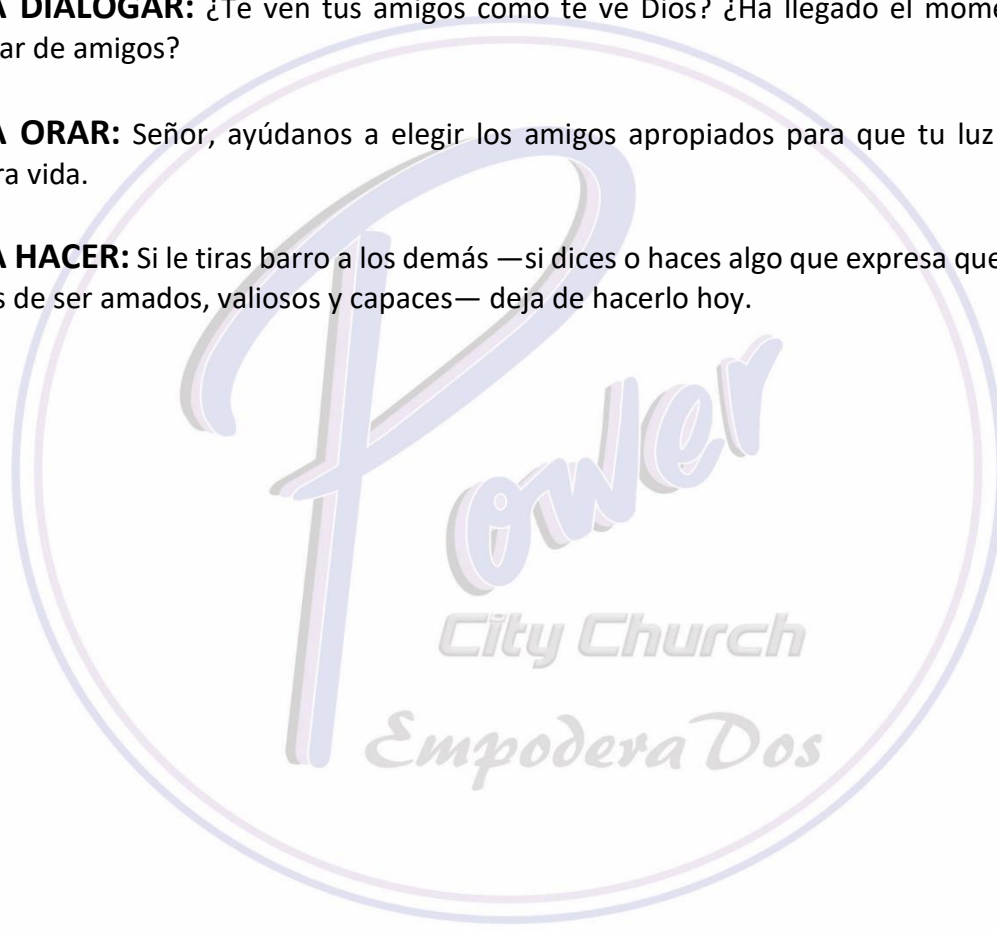 A DIALOGAR: ¿Te ven tus amigos como te ve Dios? ¿Ha llegado el mome
ar de amigos?
A ORAR: Señor, ayúdanos a elegir los amigos apropiados para que tu luz
ra vida.
A HACER: Si le tiras barro a los demás —si dices o haces algo que expresa que
s de ser amados, valiosos y capaces— deja de hacerlo hoy.
Power
City Church
EmpoderaDos